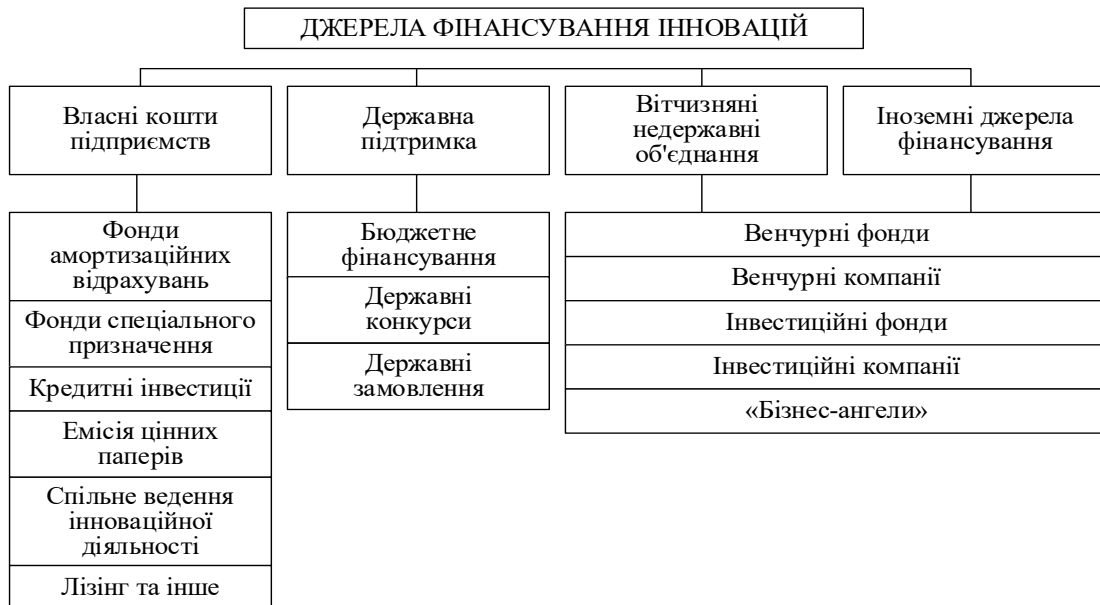 ДЖЕРЕЛА ФІНАНСУВАННЯ ІННОВАЦІЙ
Власні кошти
підприємств
Державна
підтримка
Вітчизняні
недержавні
об'єднання
Іноземні джерела
фінансування
Фонди
амортизаційних
відрахувань
Фонди спеціального
призначення
Кредитні інвестиції
Емісія цінних
паперів
Спільне ведення
інноваційної
діяльності
Лізінг та інше
Бюджетне
фінансування
Державні
конкурси
Державні
замовлення
Венчурні фонди
Венчурні компанії
Інвестиційні фонди
Інвестиційні компанії
«Бізнес-ангели»